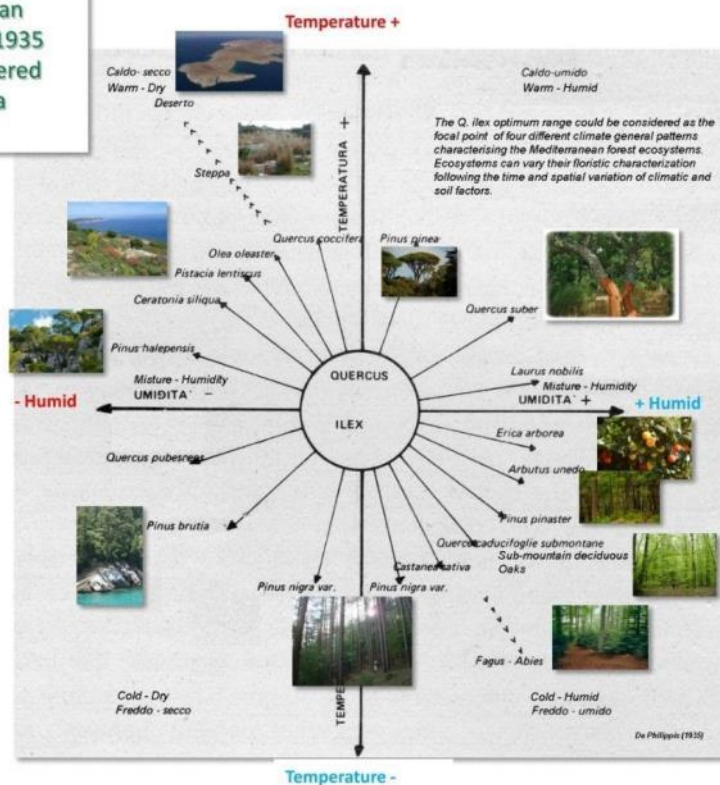 an
1935
ered
a
Temperature +
Caldo- secco
Warm - Dry
Deserto
Steppa
Caldo-umido
Warm - Humid
The Q. ilex optimum range could be considered as the
focal point of four different climate general patterns
characterising the Mediterranean forest ecosystems.
Ecosystems can vary their floristic characterization
following the time and spatial variation of climatic and
soil factors.
TEMPERATURA +
Quercus coccifera
Pinus pinea
Olea oleaster
Pistacia lentiscus
Ceratonia siliqua
Quercus suber
Pinus halepensis
QUERCUS
ILEX
Laurus nobilis
Misture - Humidity
UMIDITA' -
- Humid
Misture - Humidity
UMIDITA' +
+ Humid
Erica arborea
Quercus pubesnees
Arbutus unedo
Pinus brutia
Pinus pinaster
Querce caducifoglie submontane
Sub-mountain deciduous
Oaks
Castanea sativa
Pinus nigra var.
Pinus nigra var.
Fagus - Abies
TEMPE
Cold - Dry
Freddo - secco
Cold - Humid
Freddo - umido
De Philippis (1935)
Temperature -